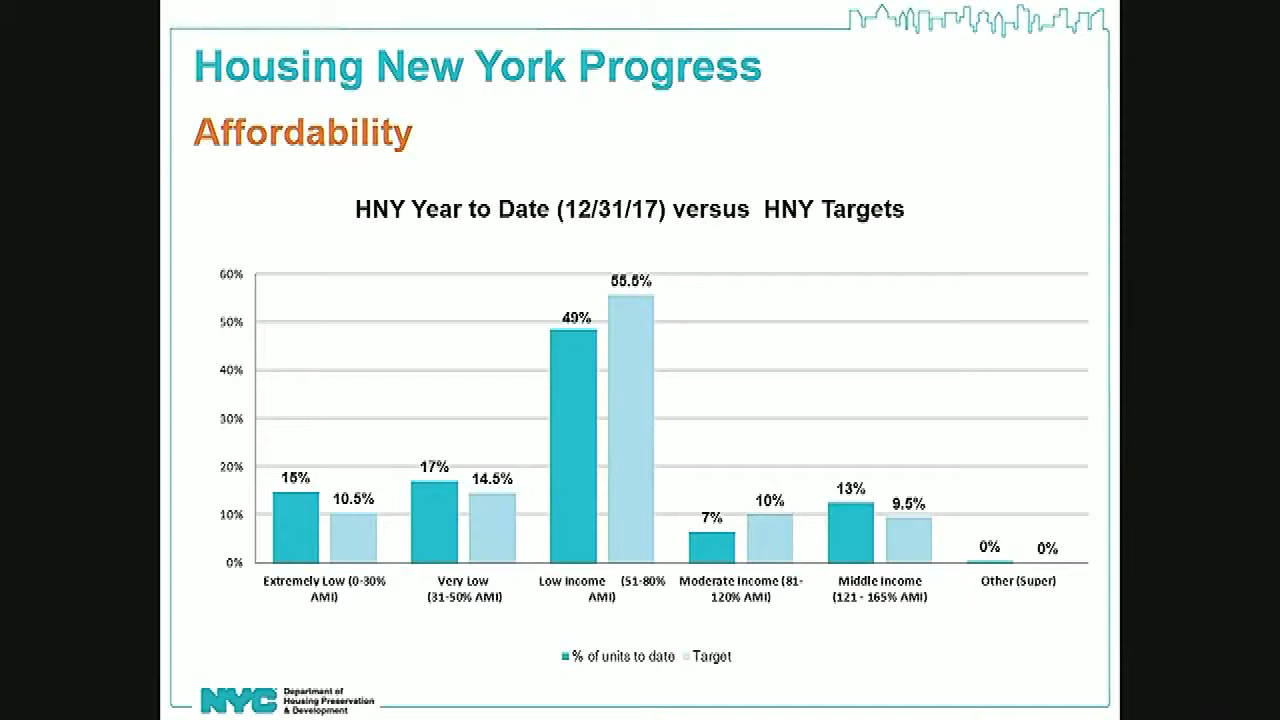 Housing New York Progress
Affordability
HNY Year to Date (12/31/17) versus HNY Targets
60%
50%
40%
30%
20%
10%
0%
15%
10.5%
17%
14.5%
49%
55.5%
7%
10%
13%
9.5%
0%
0%
Extremely Low (0-30%
AMI)
Very Low
(31-50% AMI)
Low Income (51-80%
AMI)
Moderate Income (81-
120% AMI)
Middle Income
(121 - 165% AMI)
Other (Super)
% of units to date
Target
NYC
Department of
Housing Preservation
& Development